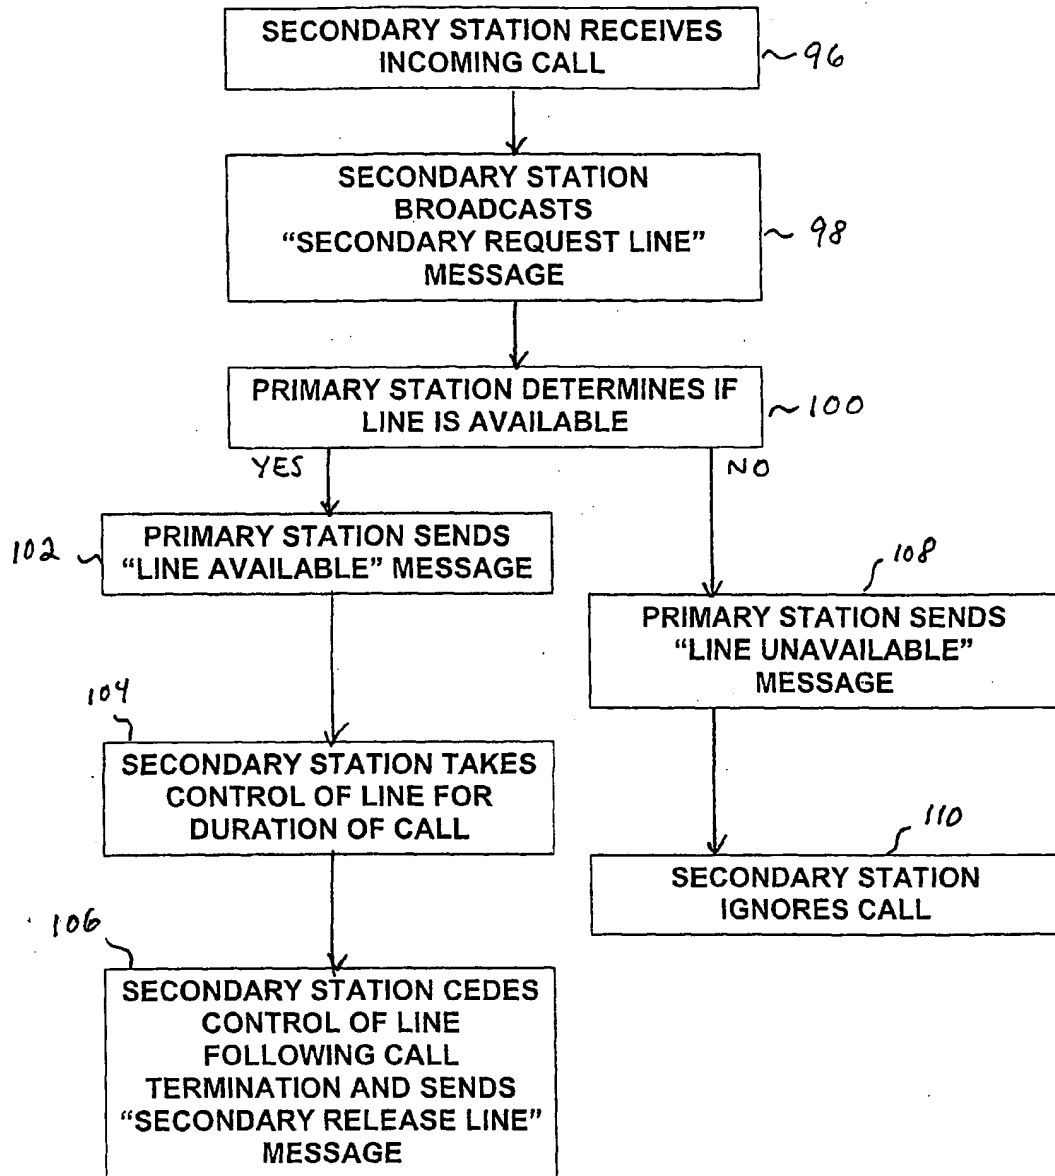 SECONDARY STATION RECEIVES
INCOMING CALL
~96
SECONDARY STATION
BROADCASTS
“SECONDARY REQUEST LINE”
MESSAGE
~98
PRIMARY STATION DETERMINES IF
LINE IS AVAILABLE
~100
YES
NO
102
PRIMARY STATION SENDS
“LINE AVAILABLE” MESSAGE
108
PRIMARY STATION SENDS
“LINE UNAVAILABLE”
MESSAGE
104
SECONDARY STATION TAKES
CONTROL OF LINE FOR
DURATION OF CALL
110
SECONDARY STATION
IGNORES CALL
106
SECONDARY STATION CEDES
CONTROL OF LINE
FOLLOWING CALL
TERMINATION AND SENDS
“SECONDARY RELEASE LINE”
MESSAGE